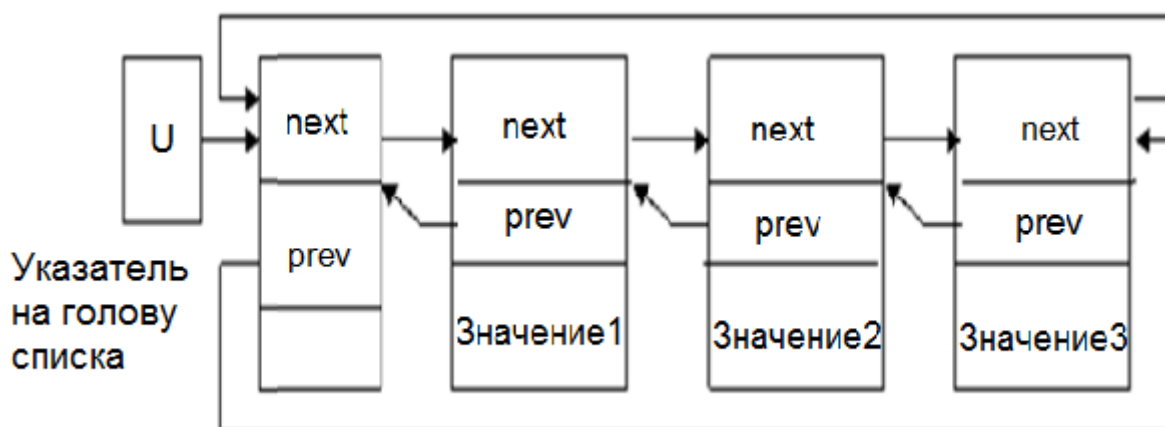 U
next
next
next
next
prev
prev
prev
prev
Указатель
на голову
списка
Значение1
Значение2
Значение3